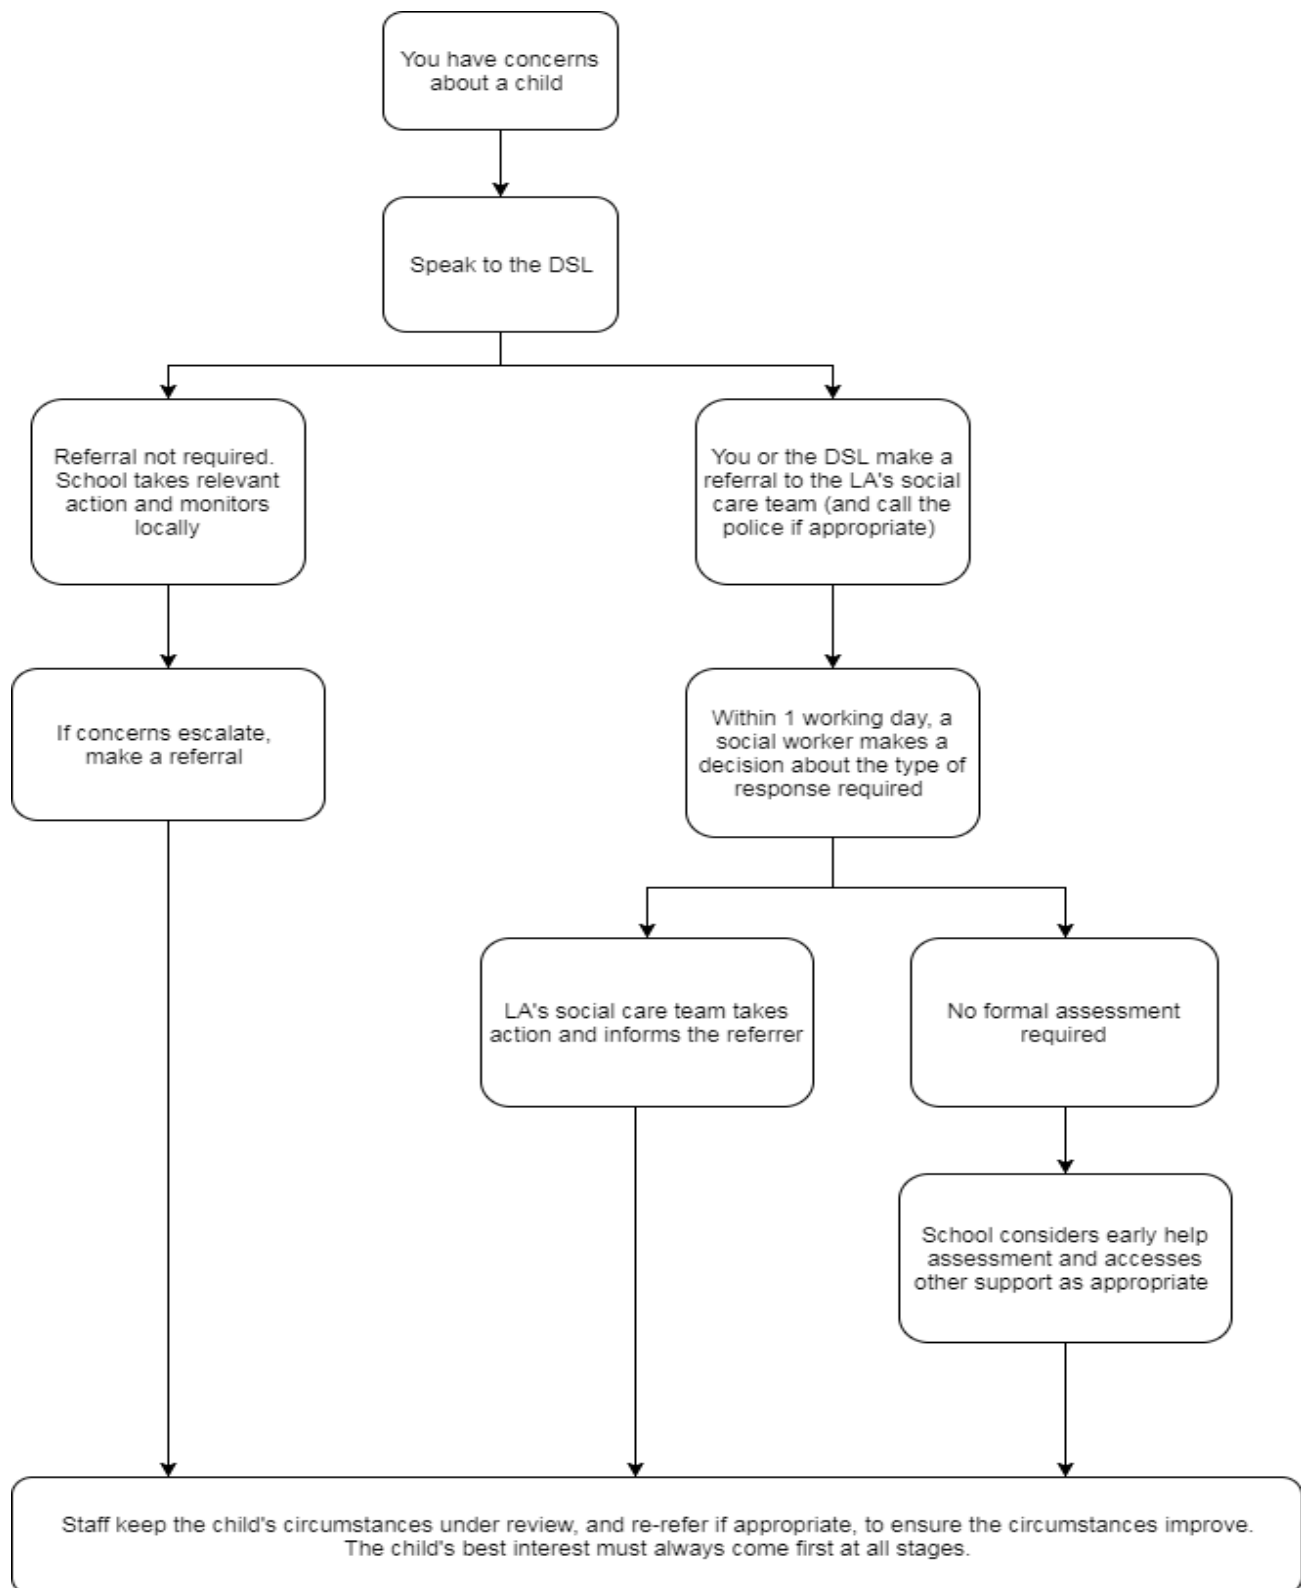 You have concerns
about a child
Speak to the DSL
Referral not required.
School takes relevant
action and monitors
locally
You or the DSL make a
referral to the LA's social
care team (and call the
police if appropriate)
If concerns escalate,
make a referral
Within 1 working day, a
social worker makes a
decision about the type of
response required
LA's social care team takes
action and informs the referrer
No formal assessment
required
School considers early help
assessment and accesses
other support as appropriate
Staff keep the child's circumstances under review, and re-refer if appropriate, to ensure the circumstances improve.
The child's best interest must always come first at all stages.